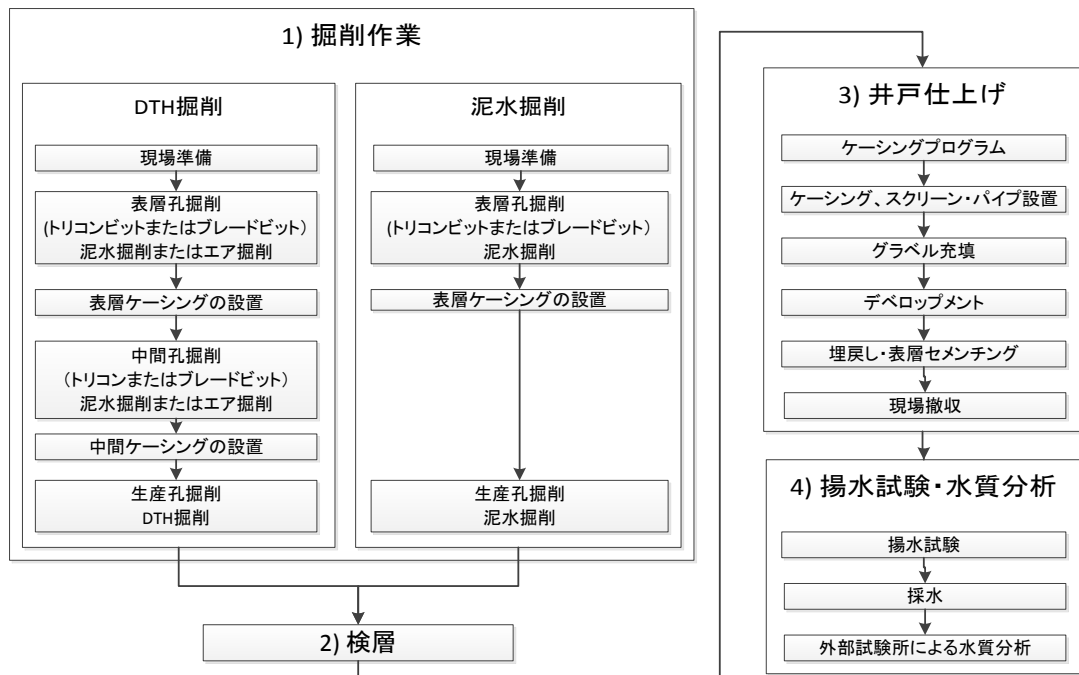 1) 掘削作業
DTH掘削
現場準備
表層孔掘削
(トリコンビットまたはブレードビット)
泥水掘削またはエア掘削
表層ケーシングの設置
中間孔掘削
(トリコンまたはブレードビット)
泥水掘削またはエア掘削
中間ケーシングの設置
生産孔掘削
DTH掘削
泥水掘削
現場準備
表層孔掘削
(トリコンビットまたはブレードビット)
泥水掘削
表層ケーシングの設置
生産孔掘削
泥水掘削
2) 検層
3) 井戸仕上げ
ケーシングプログラム
ケーシング、スクリーン・パイプ設置
グラベル充填
デベロップメント
埋戻し・表層セメンチング
現場撤収
4) 揚水試験・水質分析
揚水試験
採水
外部試験所による水質分析